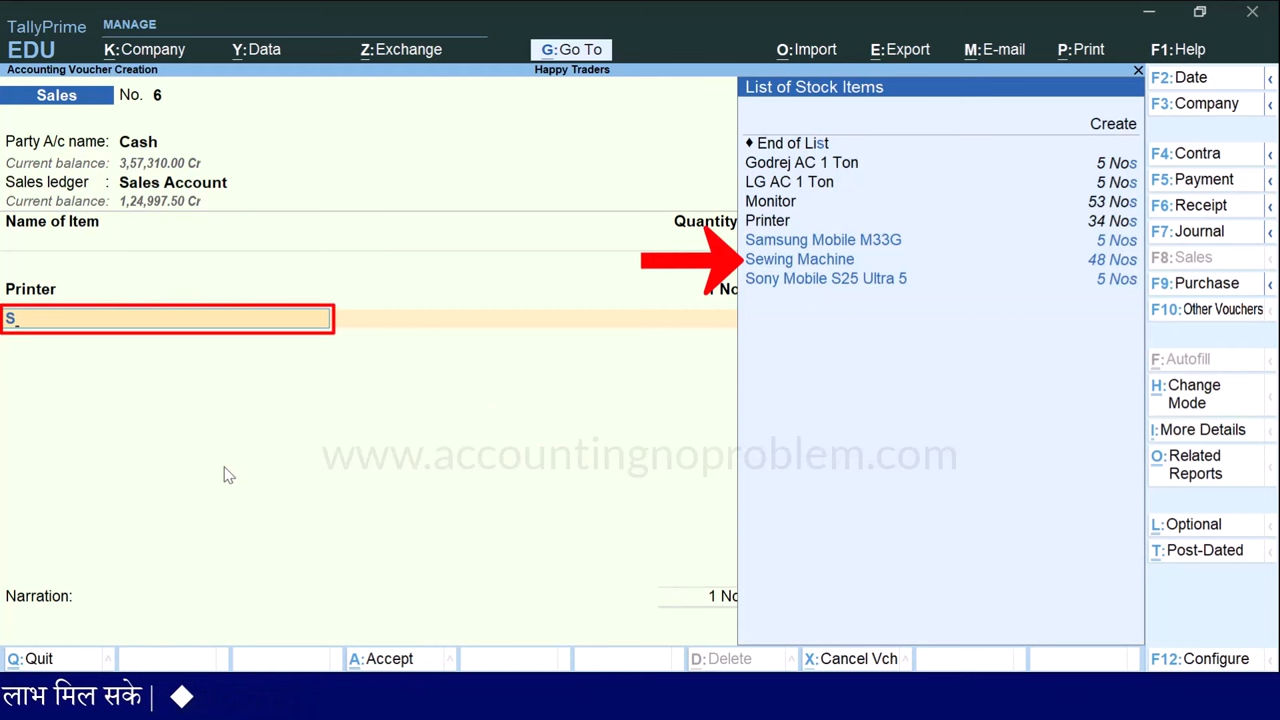 TallyPrime MANAGE
EDU K:Company Y:Data Z:Exchange G:Go To O:Import E:Export M:E-mail P:Print F1:Help
Accounting Voucher Creation Happy Traders
Sales No. 6
Party A/c name: Cash
Current balance: 3,57,310.00 Cr
Sales ledger : Sales Account
Current balance: 1,24,997.50 Cr
Name of Item Quantity
Printer
S
Narration: 1
List of Stock Items
Create
End of List
Godrej AC 1 Ton 5 Nos
LG AC 1 Ton 5 Nos
Monitor 53 Nos
Printer 34 Nos
Samsung Mobile M33G 5 Nos
Sewing Machine 48 Nos
Sony Mobile S25 Ultra 5 5 Nos
www.accountingnoproblem.com
F2:Date
F3:Company
F4:Contra
F5:Payment
F6:Receipt
F7:Journal
F8:Sales
F9:Purchase
F10:Other Vouchers
F:Autofill
H:Change
Mode
I:More Details
O:Related
Reports
L:Optional
T:Post-Dated
Q:Quit A:Accept D:Delete X:Cancel Vch F12:Configure
लाभ मिल सके |